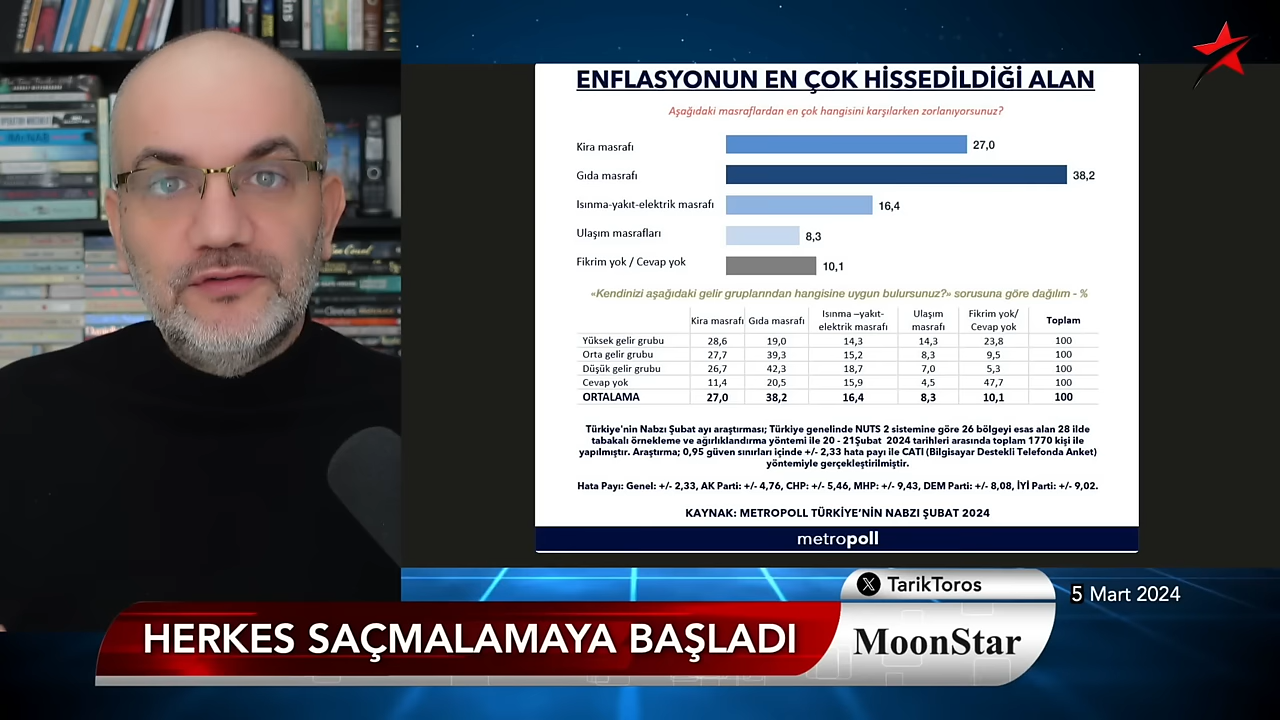 ENFLASYONUN EN ÇOK HİSSEDİLDİĞİ ALAN
Aşağıdaki masraflardan en çok hangisini karşılarken zorlanıyorsunuz?
Kira masrafı 27,0
Gıda masrafı 38,2
Isınma-yakıt-elektrik masrafı 16,4
Ulaşım masrafları 8,3
Fikrim yok / Cevap yok 10,1
«Kendinizi aşağıdaki gelir gruplarından hangisine uygun bulursunuz?» sorusuna göre dağılım - %
Kira masrafı Gıda masrafı Isınma –yakıt- elektrik masrafı Ulaşım masrafı Fikrim yok/ Cevap yok Toplam
Yüksek gelir grubu 28,6 19,0 14,3 14,3 23,8 100
Orta gelir grubu 27,7 39,3 15,2 8,3 9,5 100
Düşük gelir grubu 26,7 42,3 18,7 7,0 5,3 100
Cevap yok 11,4 20,5 15,9 4,5 47,7 100
ORTALAMA 27,0 38,2 16,4 8,3 10,1 100
Türkiye'nin Nabzı Şubat ayı araştırması; Türkiye genelinde NUTS 2 sistemine göre 26 bölgeyi esas alan 28 ilde
tabakalı örnekleme ve ağırlıklandırma yöntemi ile 20 - 21Şubat 2024 tarihleri arasında toplam 1770 kişi ile
yapılmıştır. Araştırma; 0,95 güven sınırları içinde +/- 2,33 hata payı ile CATI (Bilgisayar Destekli Telefonda Anket)
yöntemiyle gerçekleştirilmiştir.
Hata Payı: Genel: +/- 2,33, AK Parti: +/- 4,76, CHP: +/- 5,46, MHP: +/- 9,43, DEM Parti: +/- 8,08, İYİ Parti: +/- 9,02.
KAYNAK: METROPOLL TÜRKİYE'NİN NABZI ŞUBAT 2024
metropoll
TarikToros
5 Mart 2024
HERKES SAÇMALAMAYA BAŞLADI
MoonStar